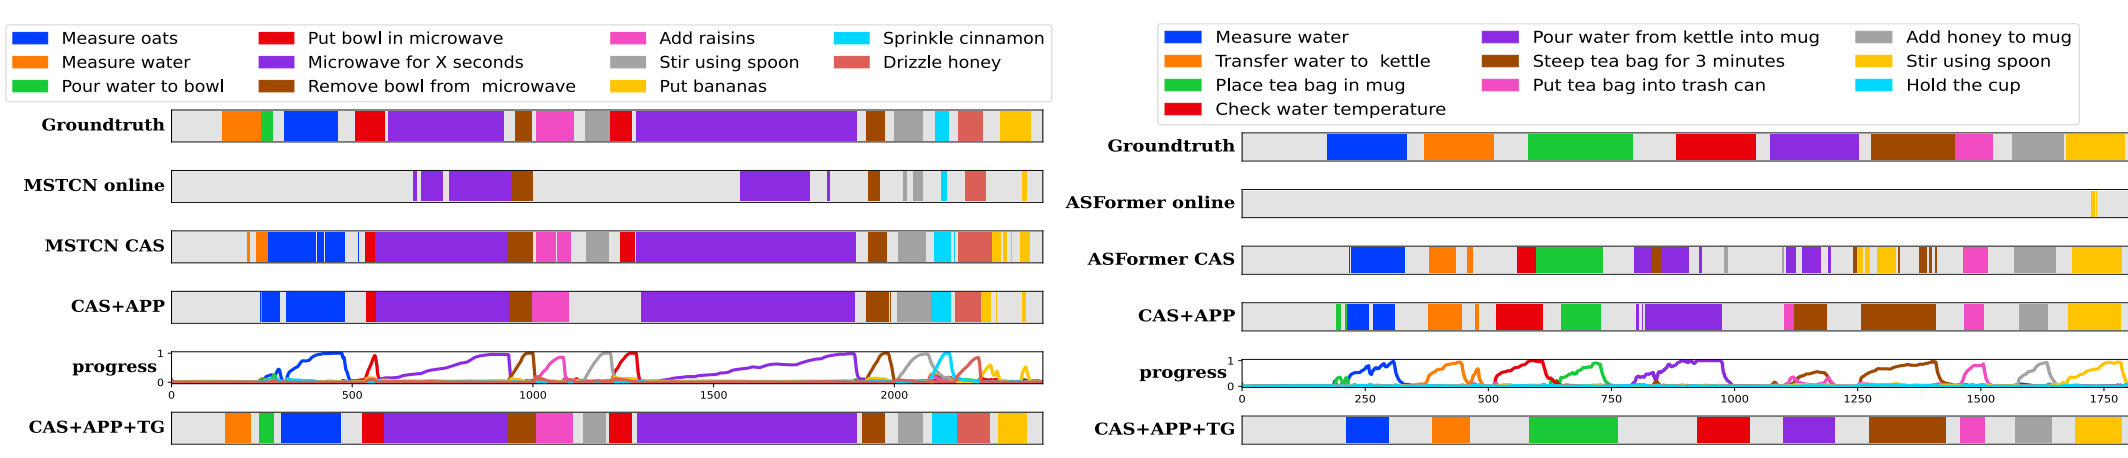 Measure oats Put bowl in microwave Add raisins Sprinkle cinnamon
Measure water Microwave for X seconds Stir using spoon Drizzle honey
Pour water to bowl Remove bowl from  microwave Put bananas
Groundtruth
MSTCN online
MSTCN CAS
CAS+APP
progress
1
0
0 500 1000 1500 2000
CAS+APP+TG
Measure water Pour water from kettle into mug Add honey to mug
Transfer water to  kettle Steep tea bag for 3 minutes Stir using spoon
Place tea bag in mug Put tea bag into trash can Hold the cup
Check water temperature
Groundtruth
ASFormer online
ASFormer CAS
CAS+APP
progress
1
0
0 250 500 750 1000 1250 1500 1750
CAS+APP+TG